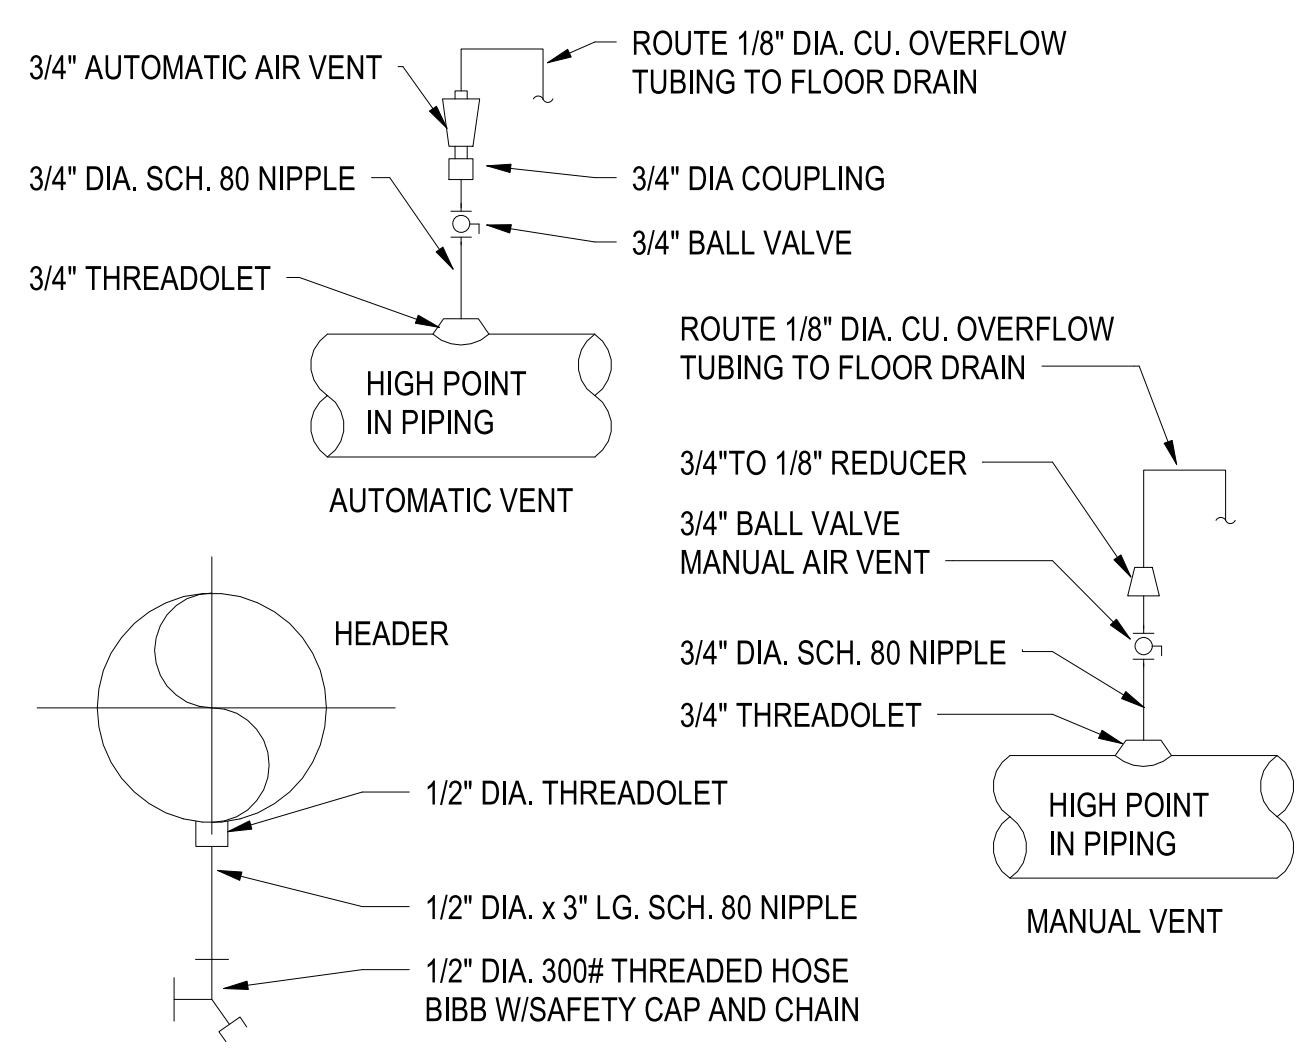 3/4" AUTOMATIC AIR VENT
ROUTE 1/8" DIA. CU. OVERFLOW
TUBING TO FLOOR DRAIN
3/4" DIA. SCH. 80 NIPPLE
3/4" DIA COUPLING
3/4" BALL VALVE
3/4" THREADOLET
HIGH POINT
IN PIPING
AUTOMATIC VENT
ROUTE 1/8" DIA. CU. OVERFLOW
TUBING TO FLOOR DRAIN
3/4"TO 1/8" REDUCER
3/4" BALL VALVE
MANUAL AIR VENT
3/4" DIA. SCH. 80 NIPPLE
3/4" THREADOLET
HIGH POINT
IN PIPING
MANUAL VENT
HEADER
1/2" DIA. THREADOLET
1/2" DIA. x 3" LG. SCH. 80 NIPPLE
1/2" DIA. 300# THREADED HOSE
BIBB W/SAFETY CAP AND CHAIN